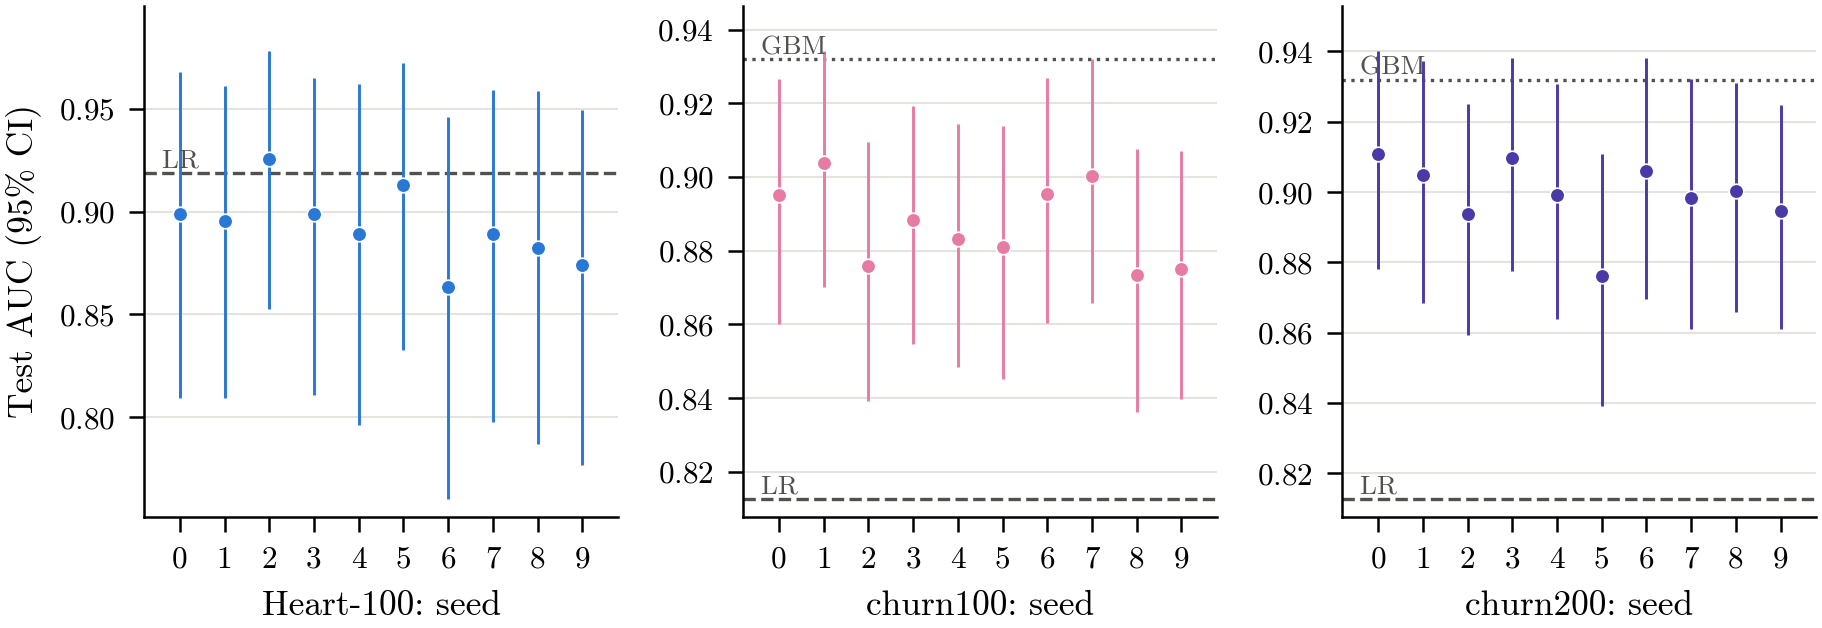 Test AUC (95% CI)
0.95
0.90
0.85
0.80
LR
0 1 2 3 4 5 6 7 8 9
Heart-100: seed
0.94
0.92
0.90
0.88
0.86
0.84
0.82
GBM
LR
0 1 2 3 4 5 6 7 8 9
churn100: seed
0.94
0.92
0.90
0.88
0.86
0.84
0.82
GBM
LR
0 1 2 3 4 5 6 7 8 9
churn200: seed